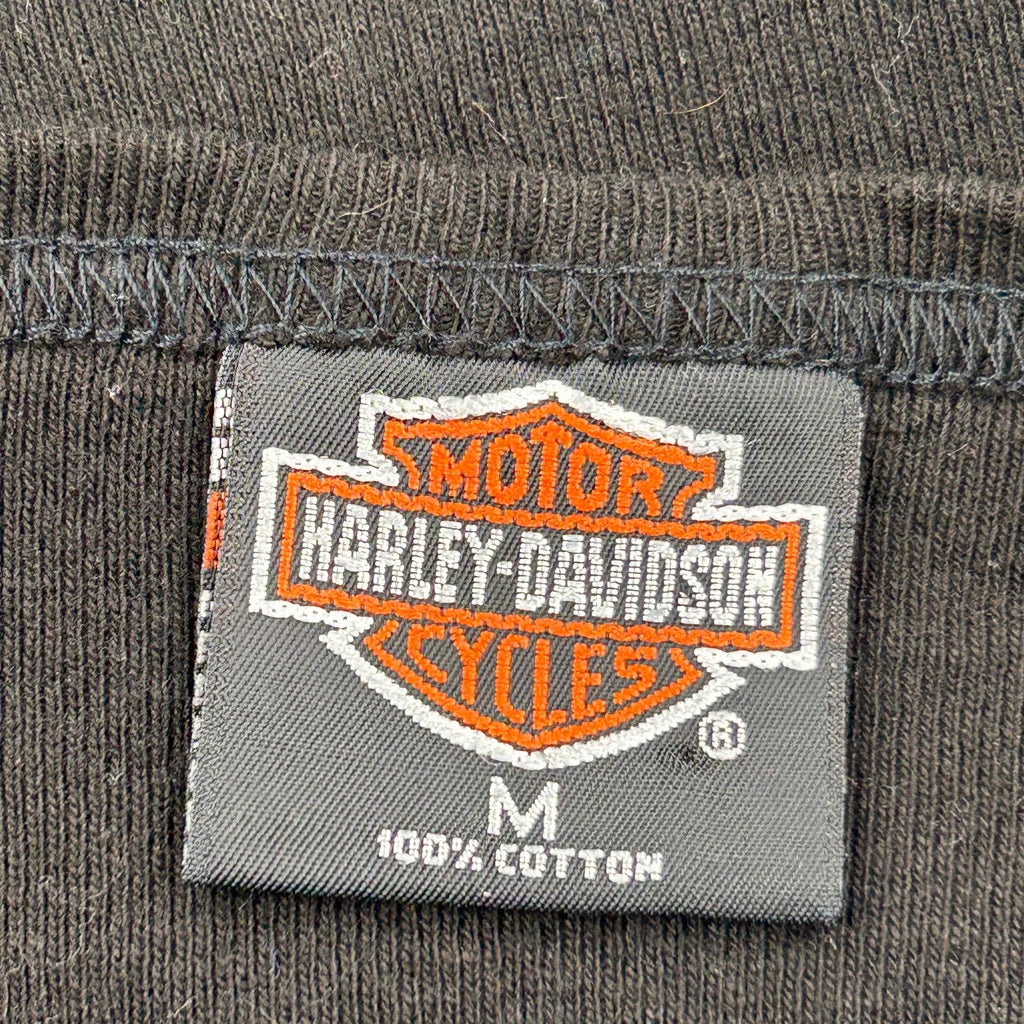 MOTOR
HARLEY-DAVIDSON
CYCLES
®
M
100% COTTON